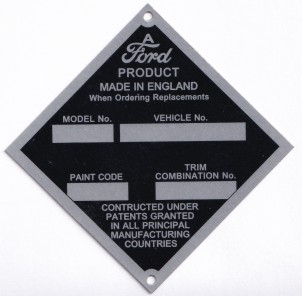 A
Ford
PRODUCT
MADE IN ENGLAND
When Ordering Replacements
MODEL No. VEHICLE No.
PAINT CODE TRIM
COMBINATION No.
CONTRUCTED UNDER
PATENTS GRANTED
IN ALL PRINCIPAL
MANUFACTURING
COUNTRIES